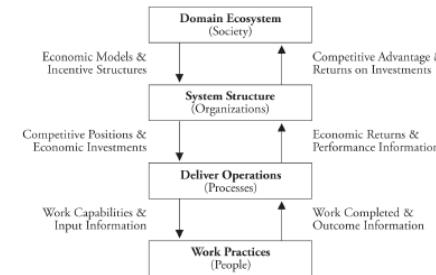 Domain Ecosystem
(Society)
Economic Models &
Incentive Structures
Competitive Advantage &
Returns on Investments
System Structure
(Organizations)
Competitive Positions &
Economic Investments
Economic Returns &
Performance Information
Deliver Operations
(Processes)
Work Capabilities &
Input Information
Work Completed &
Outcome Information
Work Practices
(People)